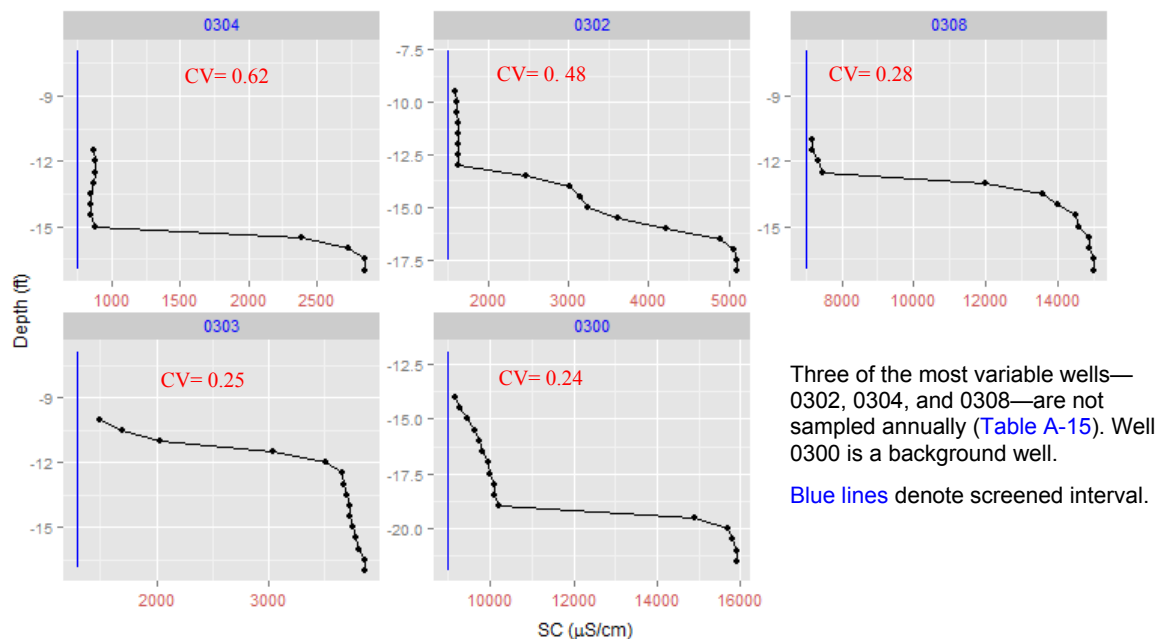 0304
0302
0308
CV= 0.62
CV= 0. 48
CV= 0.28
-9
-12
-15
-7.5
-10.0
-12.5
-15.0
-17.5
-9
-12
-15
1000 1500 2000 2500
2000 3000 4000 5000
8000 10000 12000 14000
Depth (ft)
0303
0300
CV= 0.25
CV= 0.24
-9
-12
-15
-12.5
-15.0
-17.5
-20.0
2000 3000
10000 12000 14000 16000
SC (µS/cm)
Three of the most variable wells—
0302, 0304, and 0308—are not
sampled annually (Table A-15). Well
0300 is a background well.
Blue lines denote screened interval.